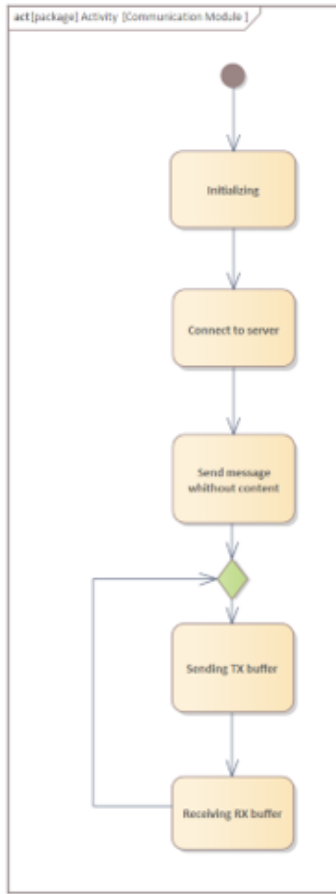 act [package] Activity [Communication Module ]
Initializing
Connect to server
Send message
whithout content
Sending TX buffer
Receiving RX buffer